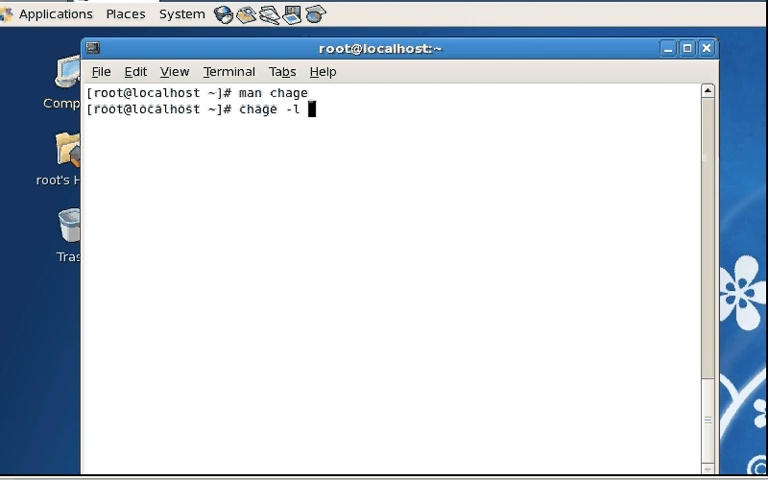 Applications Places System
root@localhost:~
File Edit View Terminal Tabs Help
[root@localhost ~]# man chage
[root@localhost ~]# chage -l
Comp
root's H
Tras